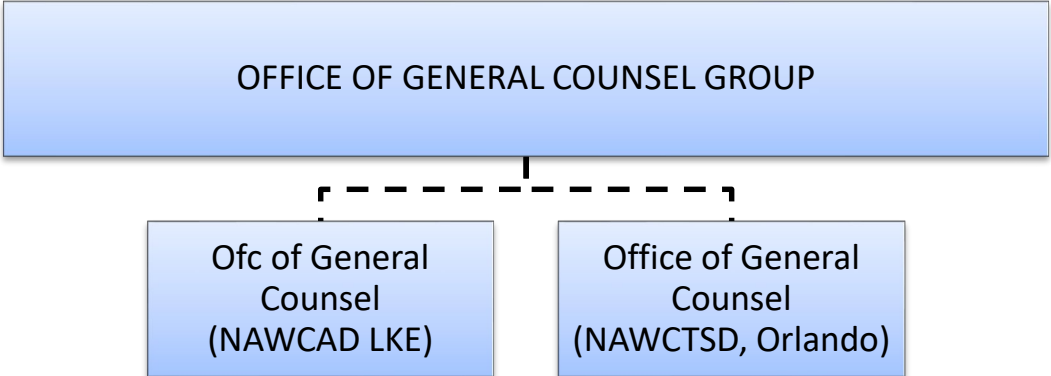 OFFICE OF GENERAL COUNSEL GROUP
Ofc of General
Counsel
(NAWCAD LKE)
Office of General
Counsel
(NAWCTSD, Orlando)